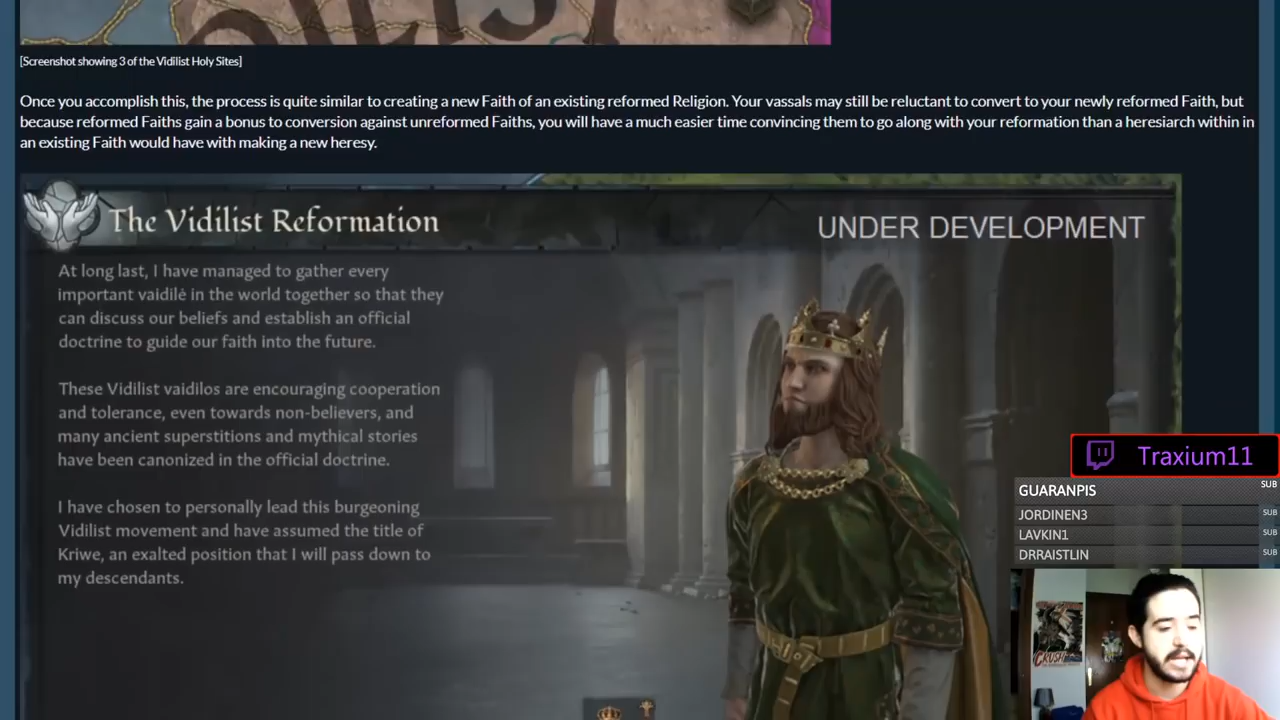 [Screenshot showing 3 of the Vidilist Holy Sites]
Once you accomplish this, the process is quite similar to creating a new Faith of an existing reformed Religion. Your vassals may still be reluctant to convert to your newly reformed Faith, but
because reformed Faiths gain a bonus to conversion against unreformed Faiths, you will have a much easier time convincing them to go along with your reformation than a heresiarch within in
an existing Faith would have with making a new heresy.
The Vidilist Reformation
UNDER DEVELOPMENT
At long last, I have managed to gather every
important vaidilė in the world together so that they
can discuss our beliefs and establish an official
doctrine to guide our faith into the future.
These Vidilist vaidilos are encouraging cooperation
and tolerance, even towards non-believers, and
many ancient superstitions and mythical stories
have been canonized in the official doctrine.
I have chosen to personally lead this burgeoning
Vidilist movement and have assumed the title of
Kriwe, an exalted position that I will pass down to
my descendants.
Traxium11
GUARANPIS SUB
JORDINEN3 SUB
LAVKIN1 SUB
DRRAISTLIN SUB
CRUSH